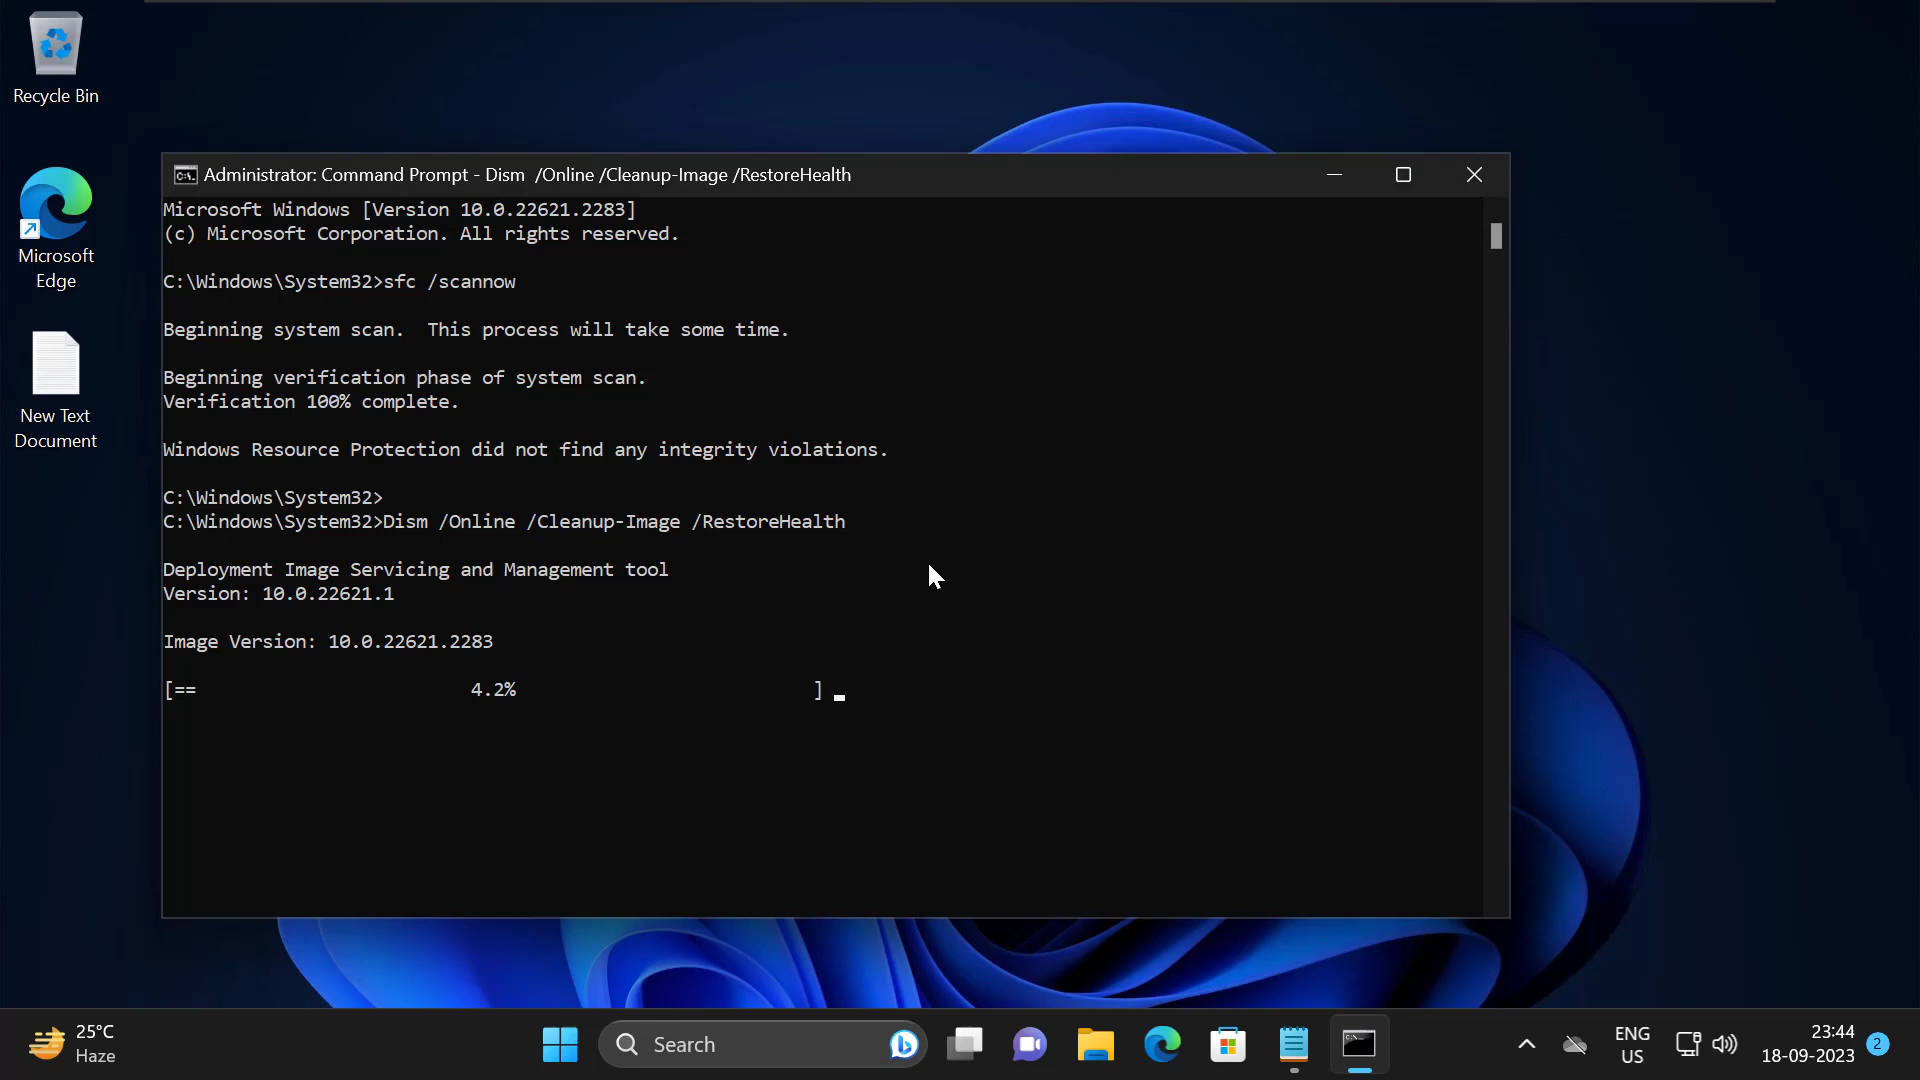 Recycle Bin
Microsoft
Edge
New Text
Document
Administrator: Command Prompt - Dism  /Online /Cleanup-Image /RestoreHealth
Microsoft Windows [Version 10.0.22621.2283]
(c) Microsoft Corporation. All rights reserved.
C:\Windows\System32>sfc /scannow
Beginning system scan.  This process will take some time.
Beginning verification phase of system scan.
Verification 100% complete.
Windows Resource Protection did not find any integrity violations.
C:\Windows\System32>
C:\Windows\System32>Dism /Online /Cleanup-Image /RestoreHealth
Deployment Image Servicing and Management tool
Version: 10.0.22621.1
Image Version: 10.0.22621.2283
[==                         4.2%                           ]
25°C
Haze
Search
ENG
US
23:44
18-09-2023
2